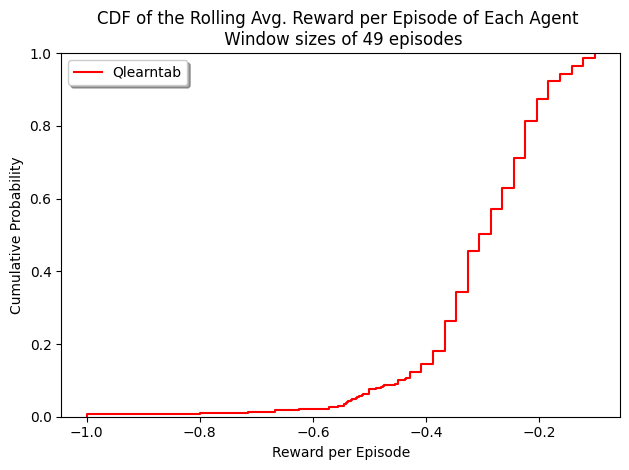 CDF of the Rolling Avg. Reward per Episode of Each Agent
Window sizes of 49 episodes
Qlearntab
1.0
0.8
0.6
0.4
0.2
0.0
Cumulative Probability
−1.0 −0.8 −0.6 −0.4 −0.2
Reward per Episode